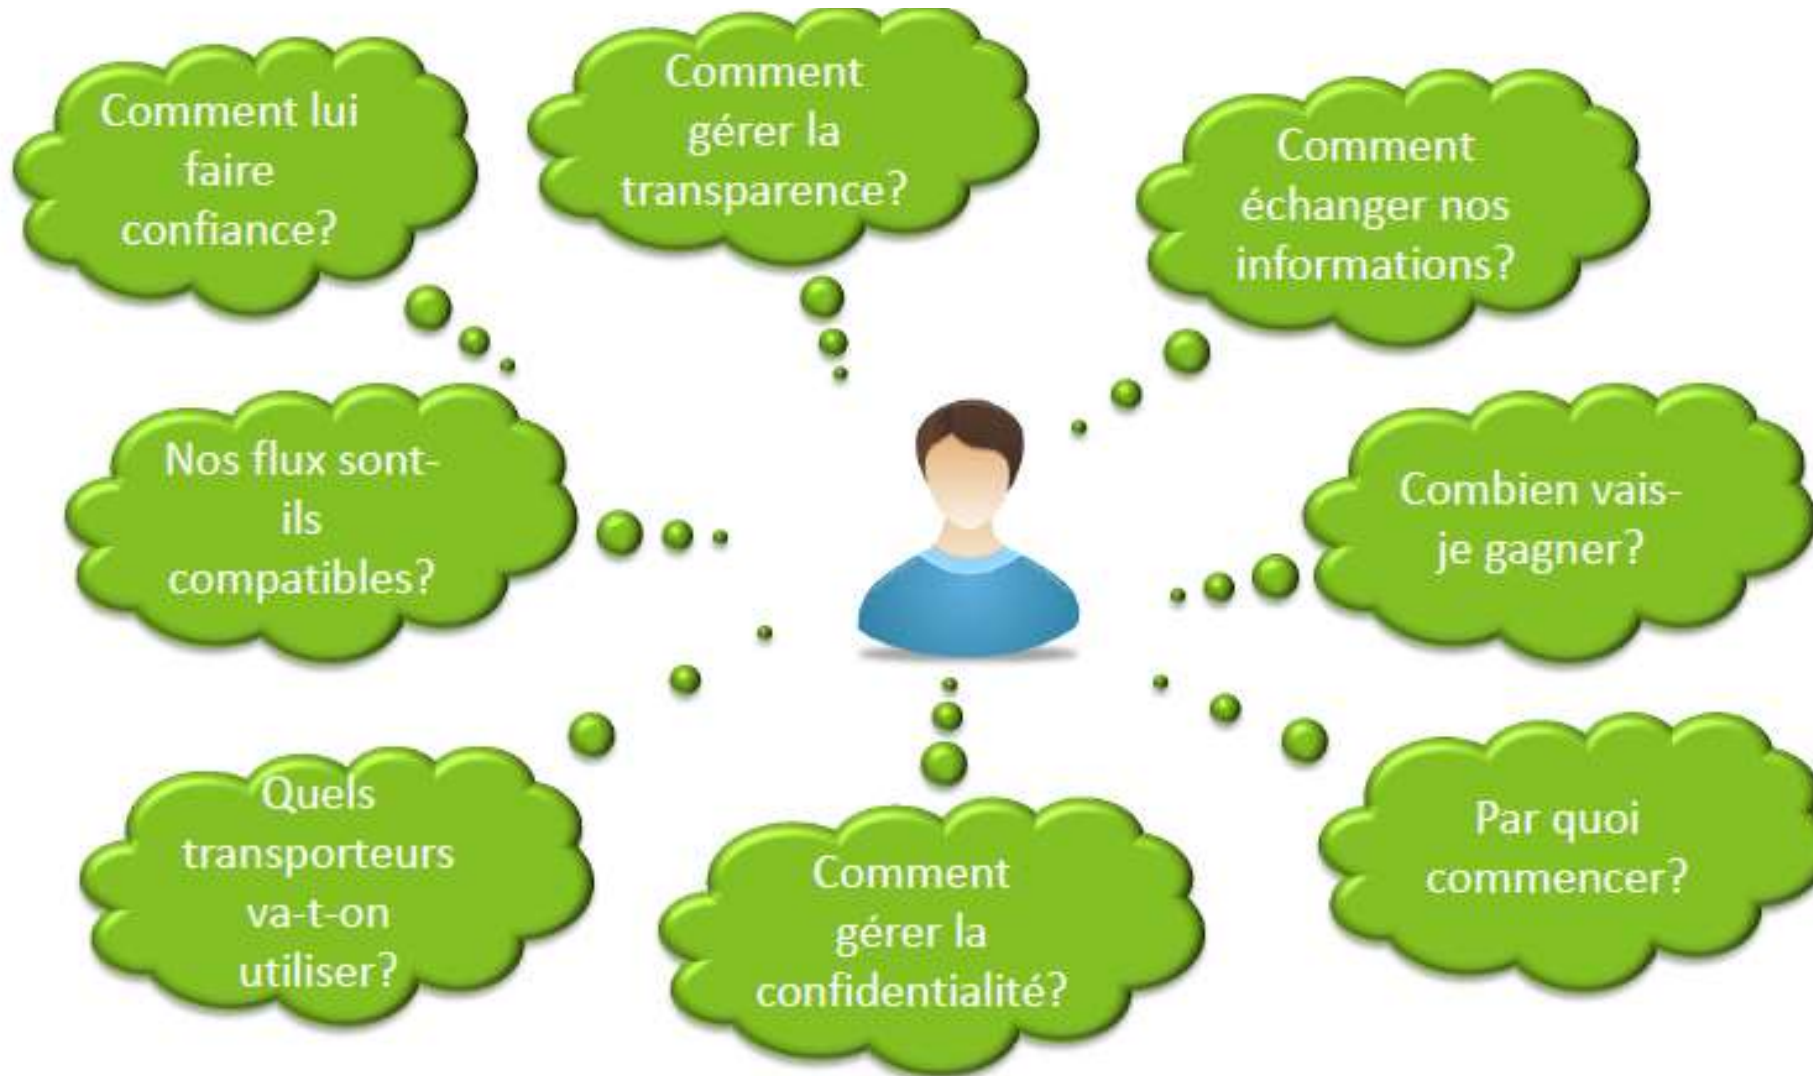 Comment lui
faire
confiance?
Comment
gérer la
transparence?
Comment
échanger nos
informations?
Nos flux sont-
ils
compatibles?
Combien vais-
je gagner?
Quels
transporteurs
va-t-on
utiliser?
Comment
gérer la
confidentialité?
Par quoi
commencer?